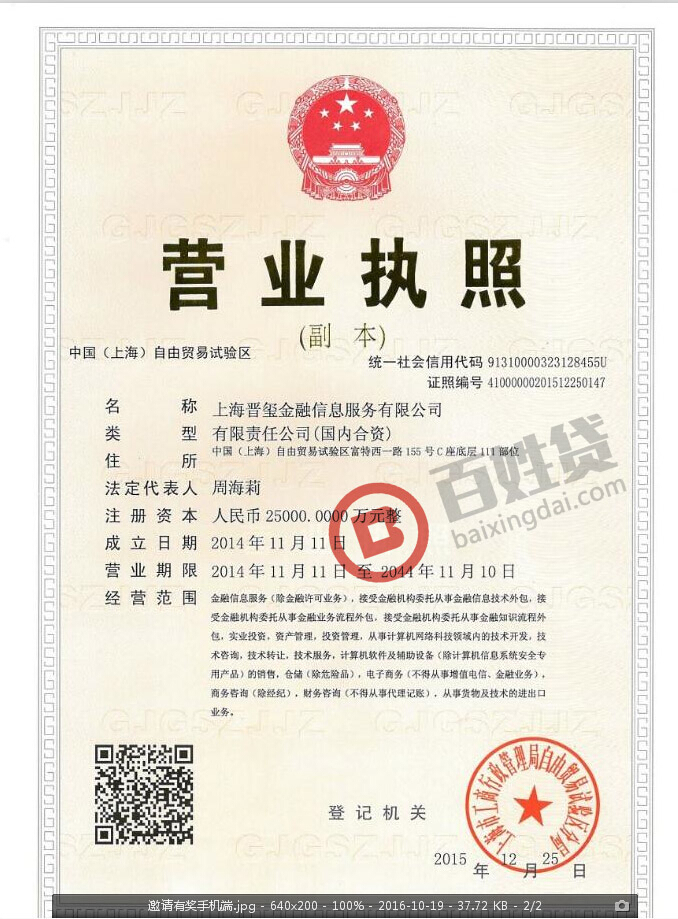 营业执照
(副 本)
中国（上海）自由贸易试验区
统一社会信用代码 91310000323128455U
证照编号 41000000201512250147
名 称 上海晋玺金融信息服务有限公司
类 型 有限责任公司(国内合资)
住 所 中国（上海）自由贸易试验区富特西一路 155 号 C 座底层 111 部位
法定代表人 周海莉
注册资本 人民币 25000.0000 万元整
成立日期 2014 年 11 月 11 日
营业期限 2014 年 11 月 11 日 至 2044 年 11 月 10 日
经营范围 金融信息服务（除金融许可业务），接受金融机构委托从事金融信息技术外包，接
受金融机构委托从事金融业务流程外包，接受金融机构委托从事金融知识流程外
包，实业投资，资产管理，投资管理，从事计算机网络科技领域内的技术开发，技
术咨询，技术转让，技术服务，计算机软件及辅助设备（除计算机信息系统安全专
用产品）的销售，仓储（除危险品），电子商务（不得从事增值电信、金融业务），
商务咨询（除经纪），财务咨询（不得从事代理记账），从事货物及技术的进出口
业务。
百姓贷
baixingdai.com
登记机关
上海市工商行政管理局自由贸易试验区分局
2015 年 12 月 25 日
GJGSZJJZ
邀请有奖手机端.jpg - 640x200 - 100% - 2016-10-19 - 37.72 KB - 2/2